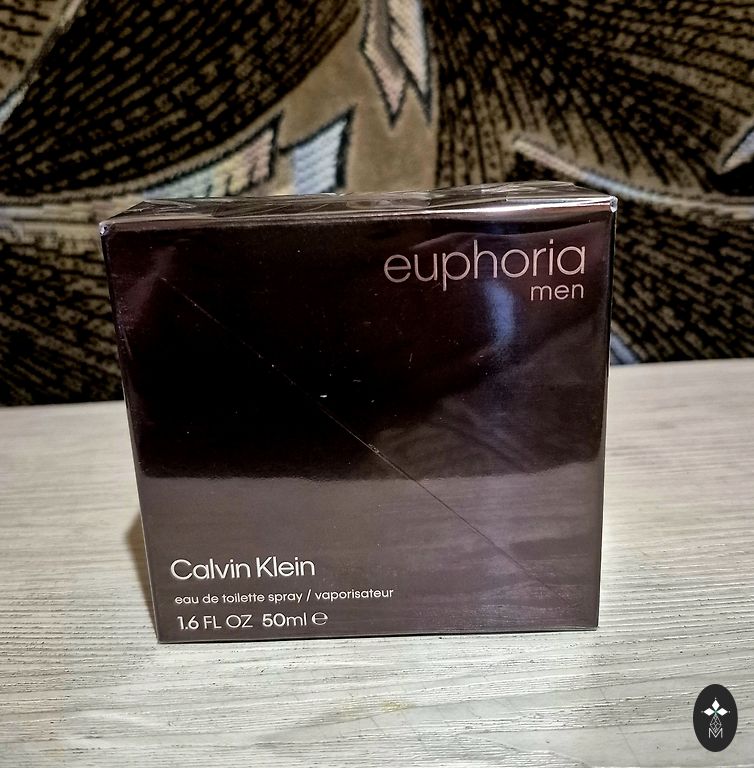 euphoria
men
Calvin Klein
eau de toilette spray / vaporisateur
1.6 FL OZ 50ml ℮
M